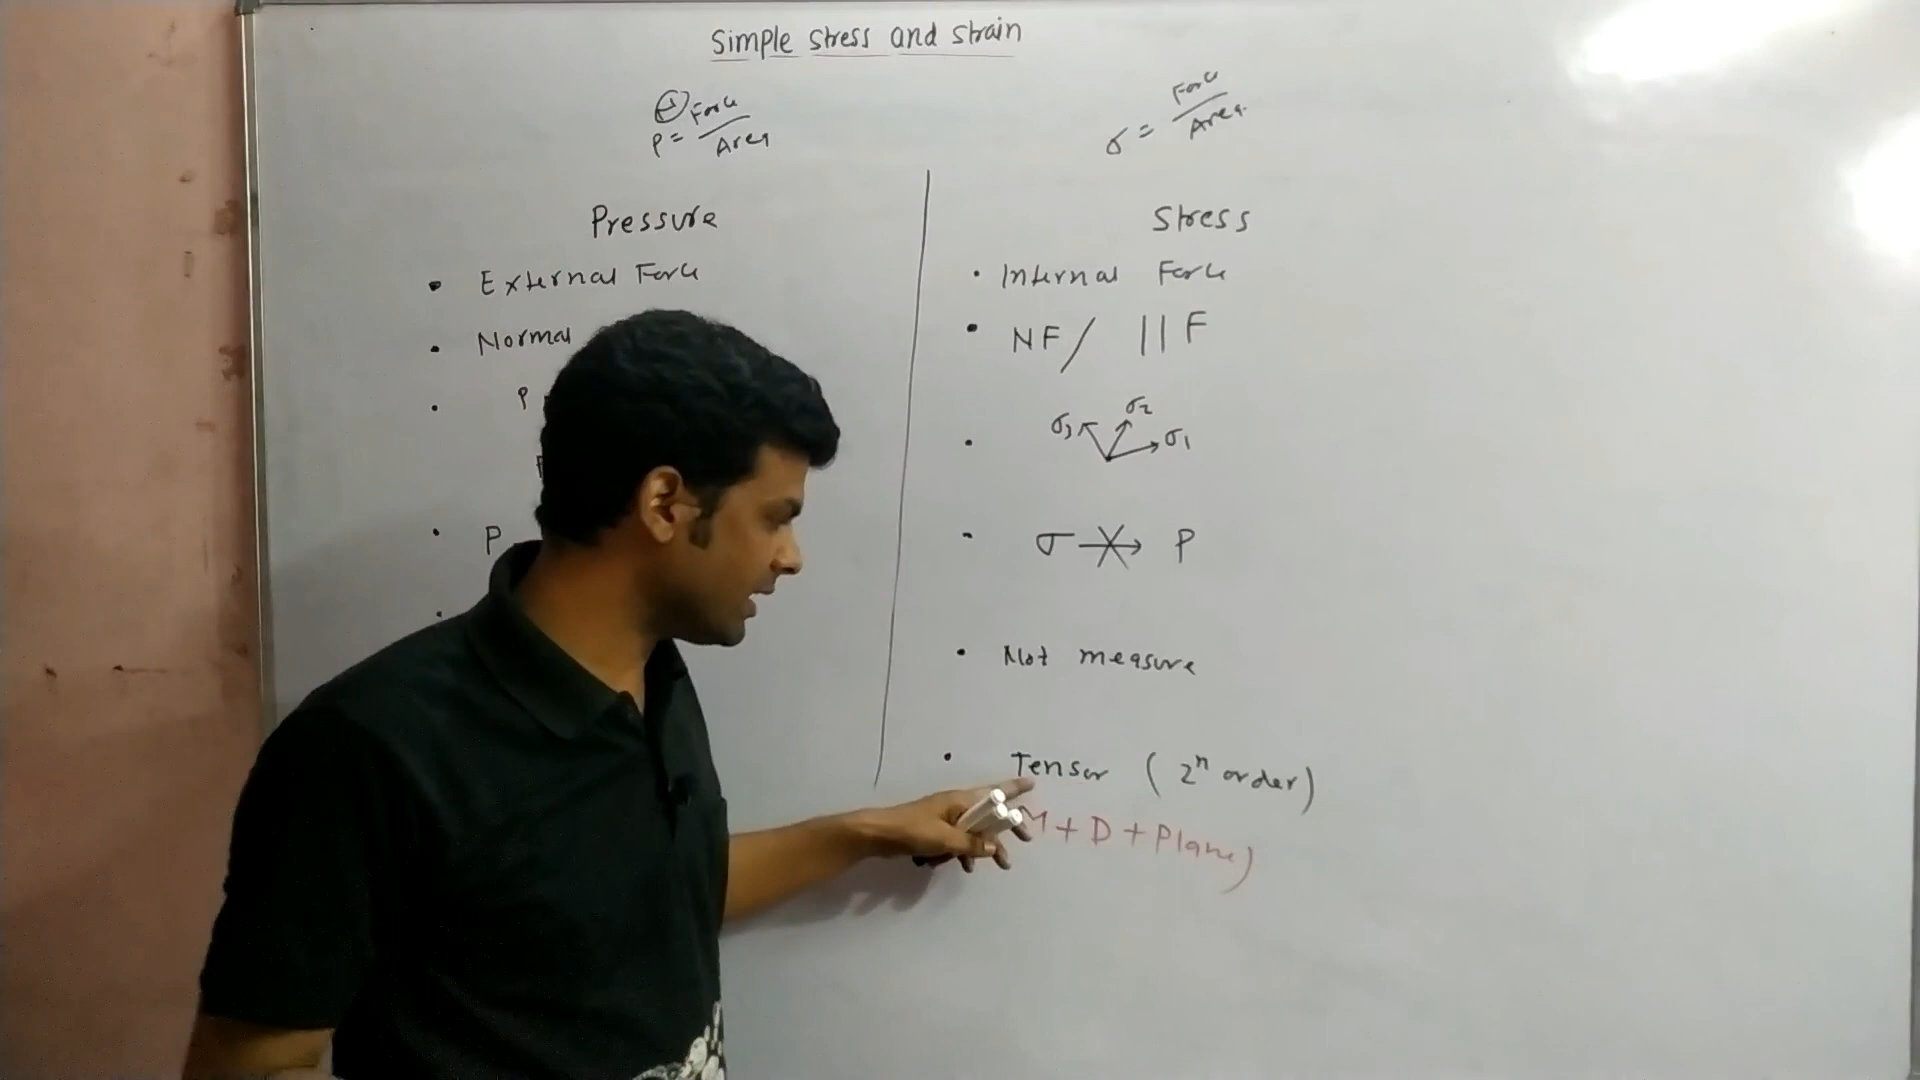 Simple stress and strain
P = Force / Area
σ = Force / Area
Pressure
Stress
• External Force
• Normal
• P
• P
• Internal Force
• NF / || F
• σ3 σ2 σ1
• σ → P
• Not measure
• Tensor (2n order)
M + D + Plane)